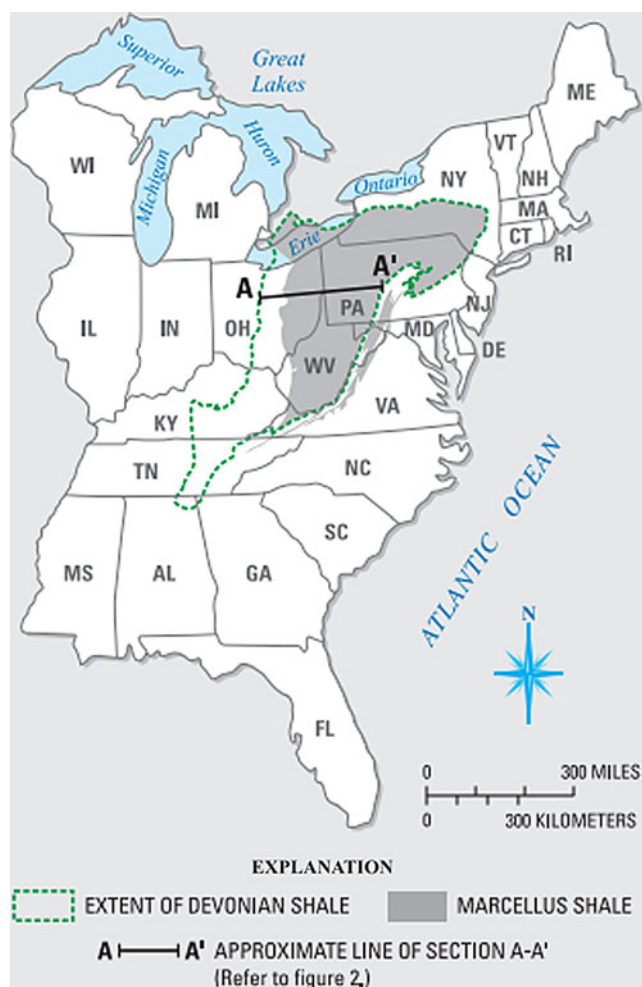 Superior
Great
Lakes
ME
WI
Huron
VT
Michigan
MI
Ontario
NY
NH
MA
CT
RI
Erie
A
A'
IL
IN
OH
PA
NJ
MD
DE
WV
KY
VA
TN
NC
SC
MS
AL
GA
FL
ATLANTIC OCEAN
N
0 300 MILES
0 300 KILOMETERS
EXPLANATION
EXTENT OF DEVONIAN SHALE
MARCELLUS SHALE
A A' APPROXIMATE LINE OF SECTION A-A'
(Refer to figure 2.)